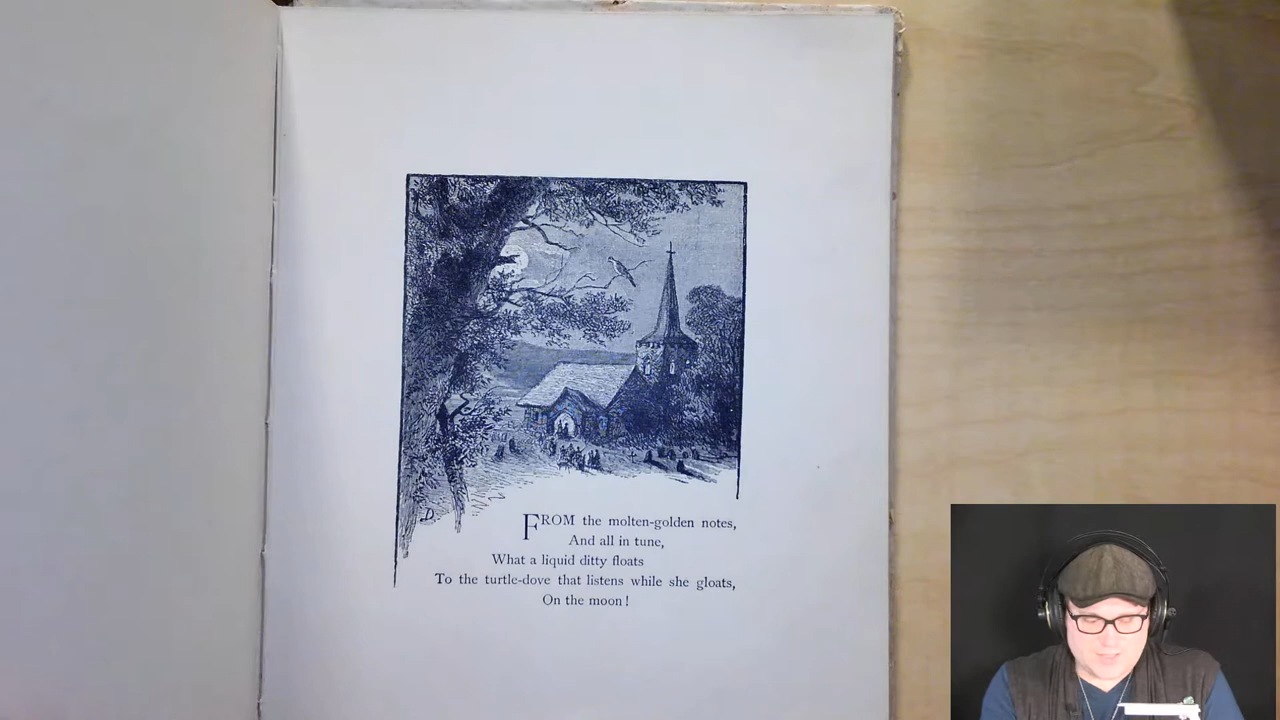 FROM the molten-golden notes,
And all in tune,
What a liquid ditty floats
To the turtle-dove that listens while she gloats,
On the moon!